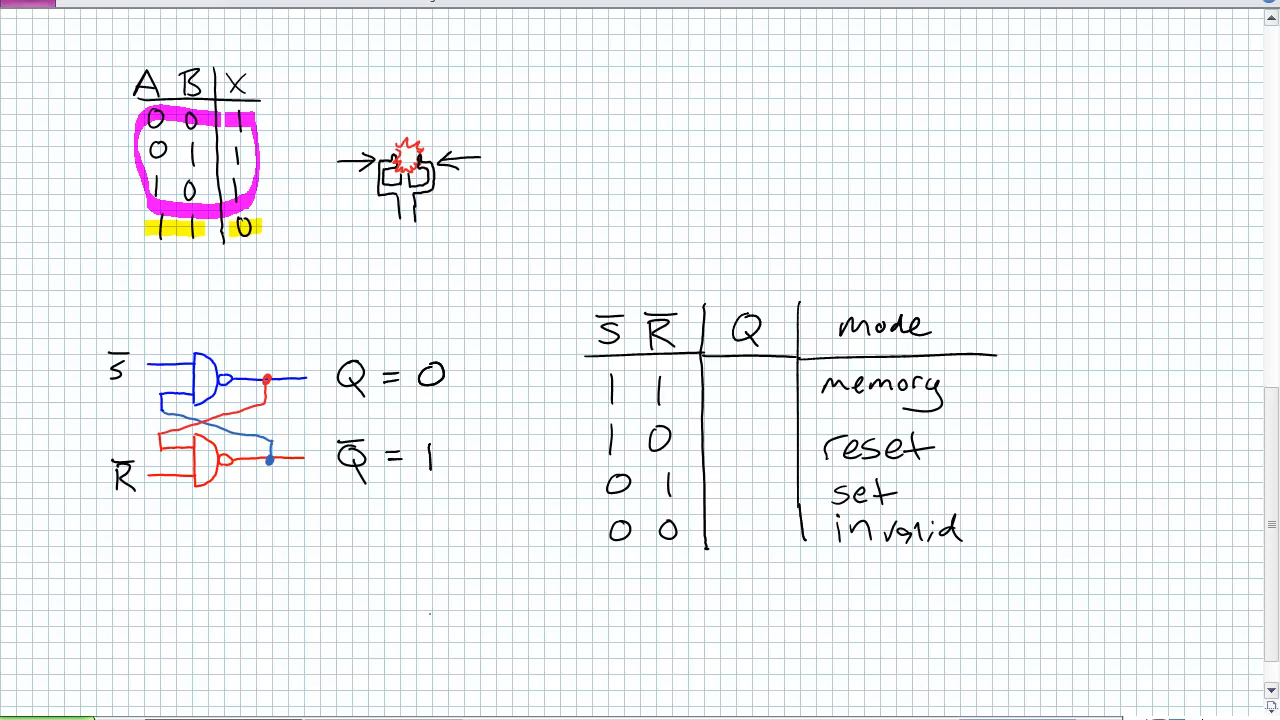 A B X
0 0 1
0 1 1
1 0 1
1 1 0
S̅ R̅ Q mode
S̅ Q = 0
1 1 memory
R̅ Q̅ = 1
1 0 reset
0 1 set
0 0 invalid